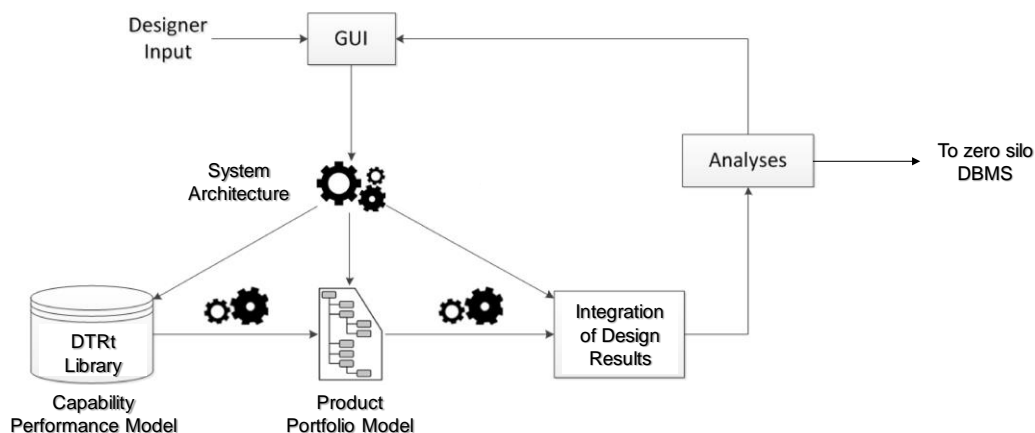 Designer
Input
GUI
System
Architecture
Analyses
To zero silo
DBMS
DTRt
Library
Integration
of Design
Results
Capability
Performance Model
Product
Portfolio Model